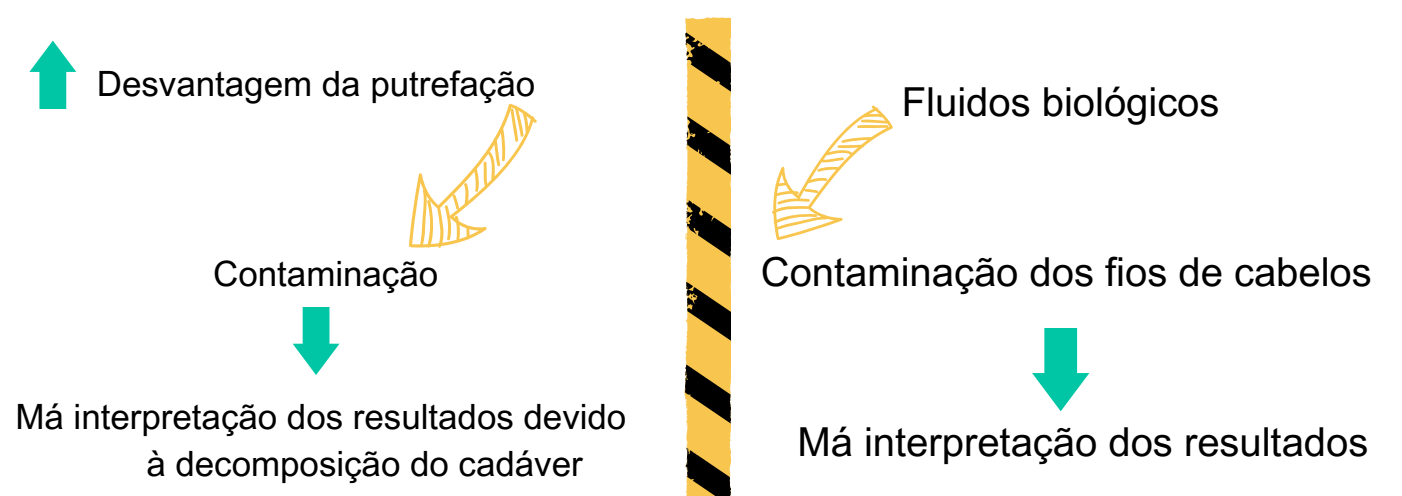 Desvantagem da putrefação
Contaminação
Má interpretação dos resultados devido
à decomposição do cadáver
Fluidos biológicos
Contaminação dos fios de cabelos
Má interpretação dos resultados